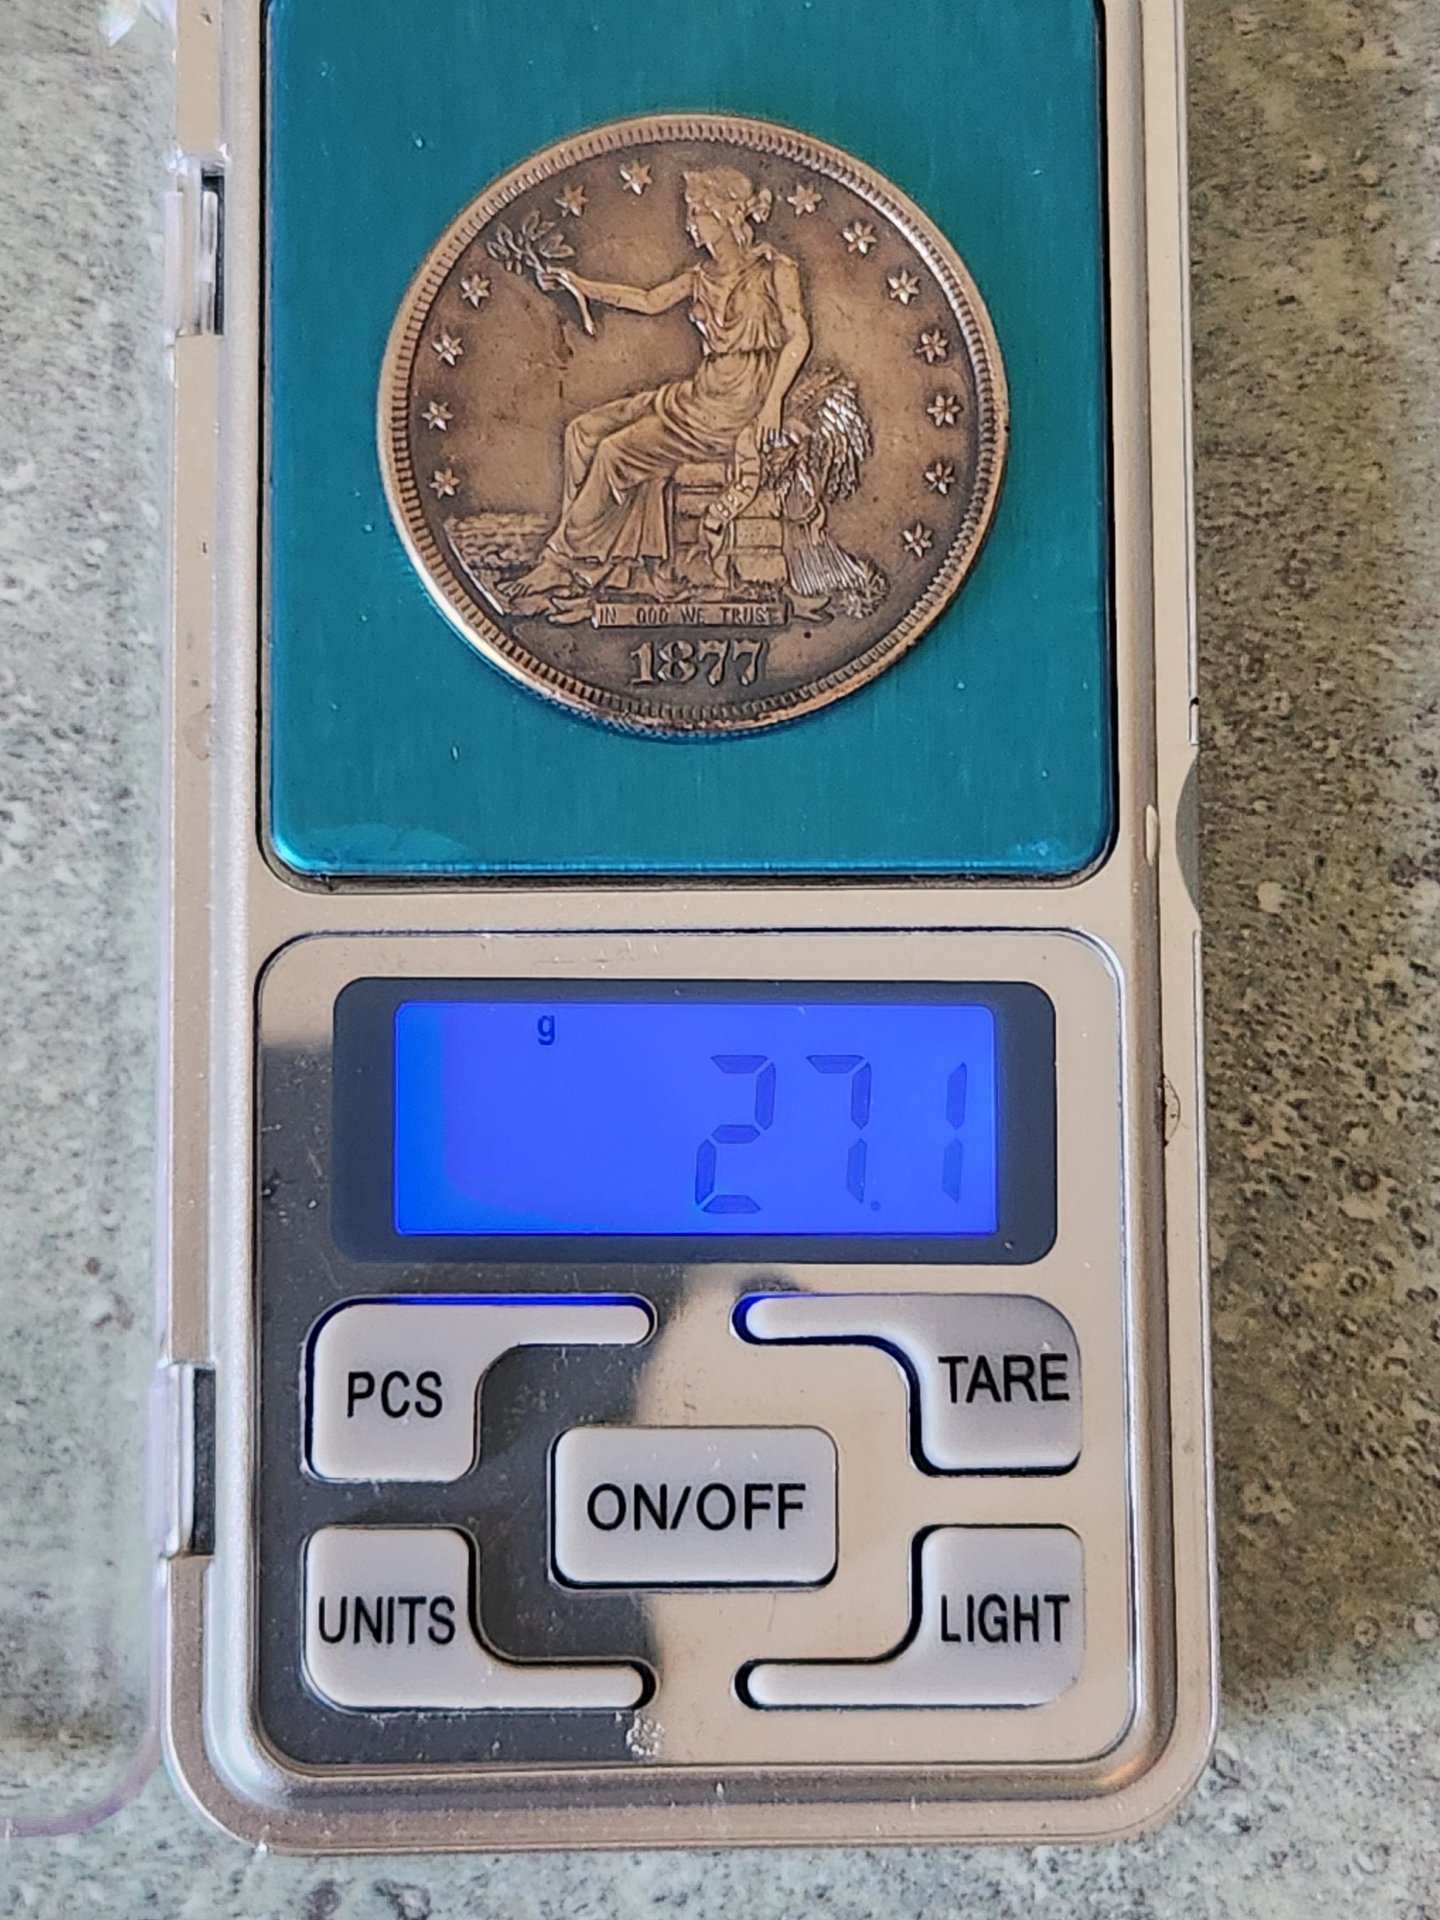 IN GOD WE TRUST
1877
g
27.1
PCS
TARE
ON/OFF
UNITS
LIGHT